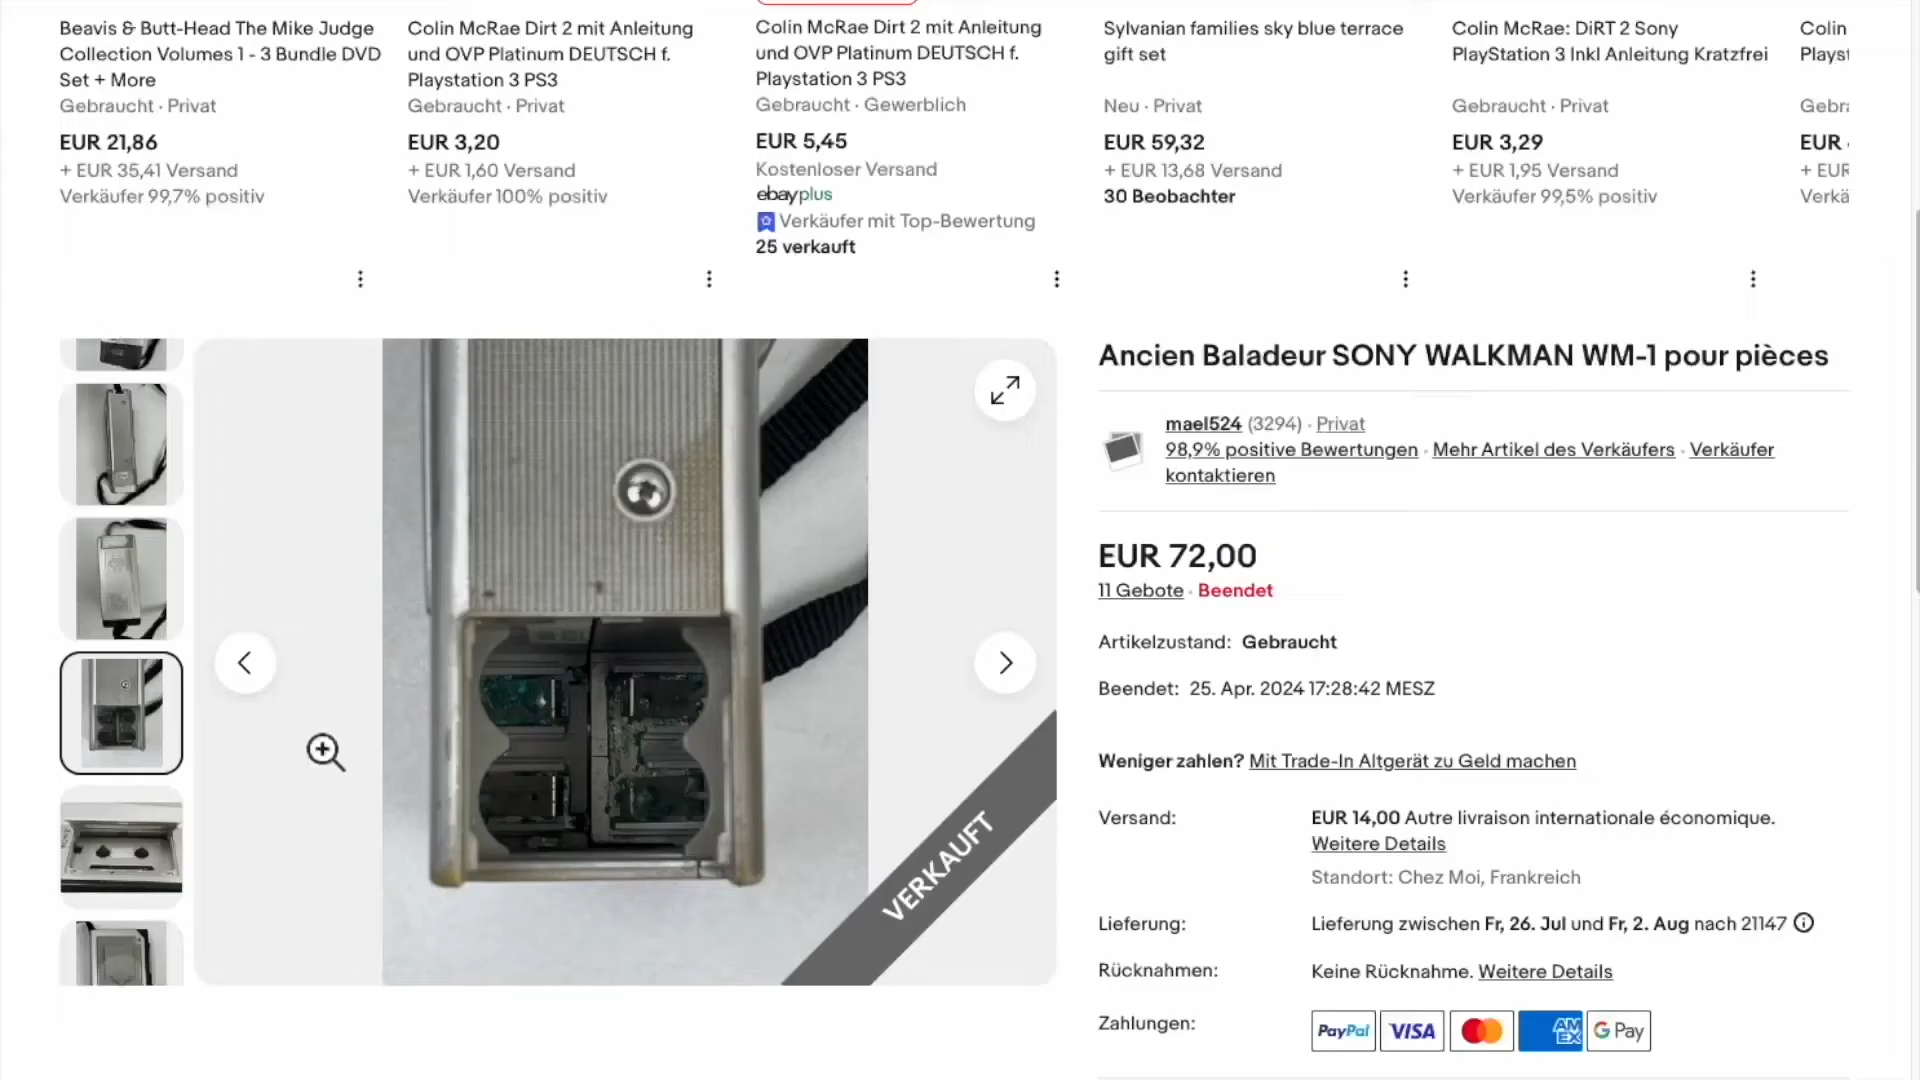 Beavis & Butt-Head The Mike Judge
Collection Volumes 1 - 3 Bundle DVD
Set + More
Gebraucht · Privat
EUR 21,86
+ EUR 35,41 Versand
Verkäufer 99,7% positiv
Colin McRae Dirt 2 mit Anleitung
und OVP Platinum DEUTSCH f.
Playstation 3 PS3
Gebraucht · Privat
EUR 3,20
+ EUR 1,60 Versand
Verkäufer 100% positiv
Colin McRae Dirt 2 mit Anleitung
und OVP Platinum DEUTSCH f.
Playstation 3 PS3
Gebraucht · Gewerblich
EUR 5,45
Kostenloser Versand
ebayplus
Verkäufer mit Top-Bewertung
25 verkauft
Sylvanian families sky blue terrace
gift set
Neu · Privat
EUR 59,32
+ EUR 13,68 Versand
30 Beobachter
Colin McRae: DiRT 2 Sony
PlayStation 3 Inkl Anleitung Kratzfrei
Gebraucht · Privat
EUR 3,29
+ EUR 1,95 Versand
Verkäufer 99,5% positiv
Colin
EUR
+ EUR
VERKAUFT
Ancien Baladeur SONY WALKMAN WM-1 pour pièces
mael524 (3294) · Privat
98,9% positive Bewertungen · Mehr Artikel des Verkäufers · Verkäufer
kontaktieren
EUR 72,00
11 Gebote · Beendet
Artikelzustand: Gebraucht
Beendet: 25. Apr. 2024 17:28:42 MESZ
Weniger zahlen? Mit Trade-In Altgerät zu Geld machen
Versand: EUR 14,00 Autre livraison internationale économique.
Weitere Details
Standort: Chez Moi, Frankreich
Lieferung: Lieferung zwischen Fr, 26. Jul und Fr, 2. Aug nach 21147
Rücknahmen: Keine Rücknahme. Weitere Details
Zahlungen: PayPal VISA AMEX G Pay